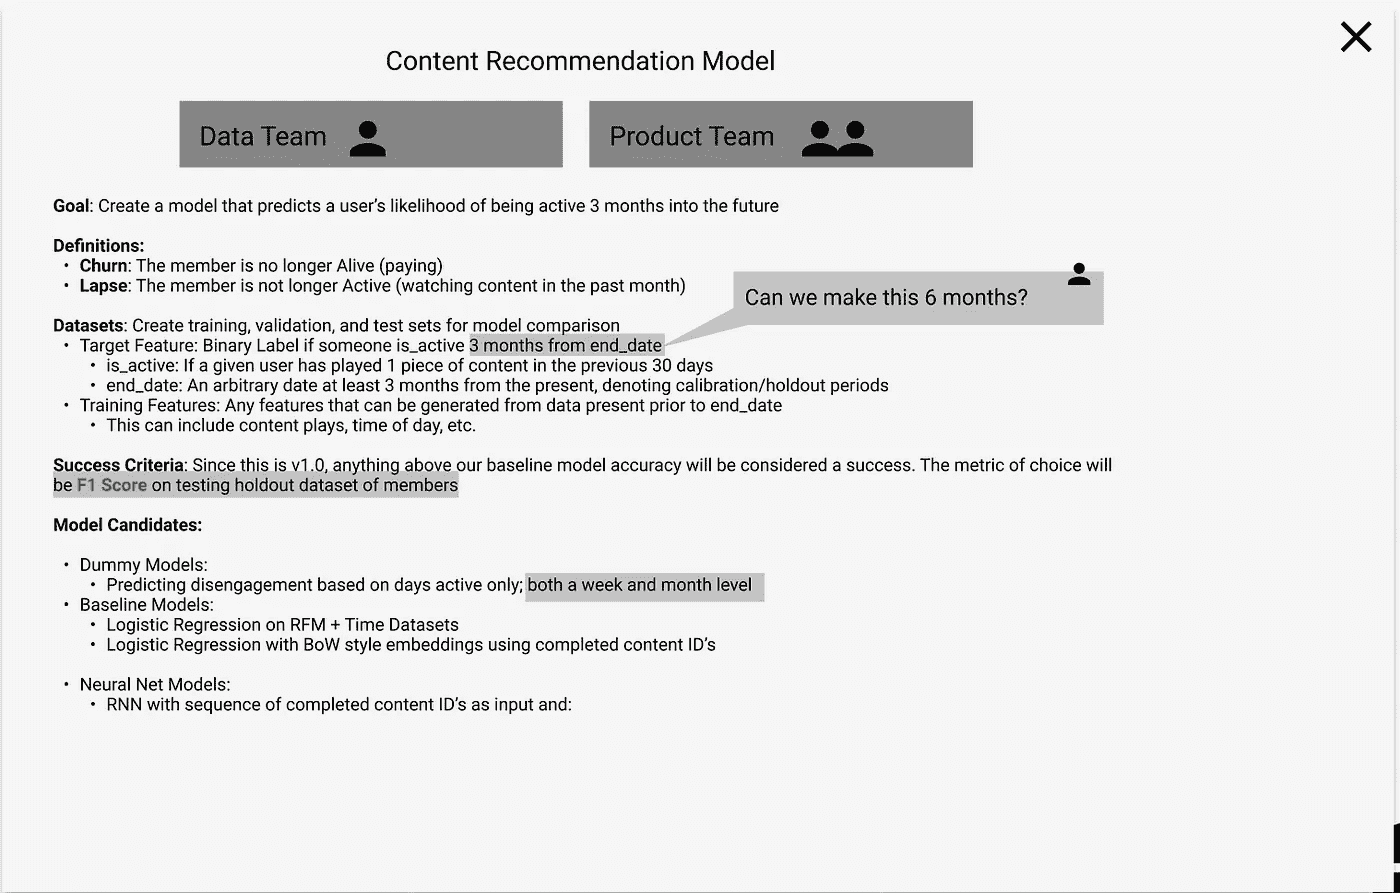 Content Recommendation Model
Data Team
Product Team
Goal: Create a model that predicts a user's likelihood of being active 3 months into the future
Definitions:
• Churn: The member is no longer Alive (paying)
• Lapse: The member is not longer Active (watching content in the past month)
Can we make this 6 months?
Datasets: Create training, validation, and test sets for model comparison
• Target Feature: Binary Label if someone is_active 3 months from end_date
• is_active: If a given user has played 1 piece of content in the previous 30 days
• end_date: An arbitrary date at least 3 months from the present, denoting calibration/holdout periods
• Training Features: Any features that can be generated from data present prior to end_date
• This can include content plays, time of day, etc.
Success Criteria: Since this is v1.0, anything above our baseline model accuracy will be considered a success. The metric of choice will
be F1 Score on testing holdout dataset of members
Model Candidates:
• Dummy Models:
• Predicting disengagement based on days active only; both a week and month level
• Baseline Models:
• Logistic Regression on RFM + Time Datasets
• Logistic Regression with BoW style embeddings using completed content ID's
• Neural Net Models:
• RNN with sequence of completed content ID's as input and: